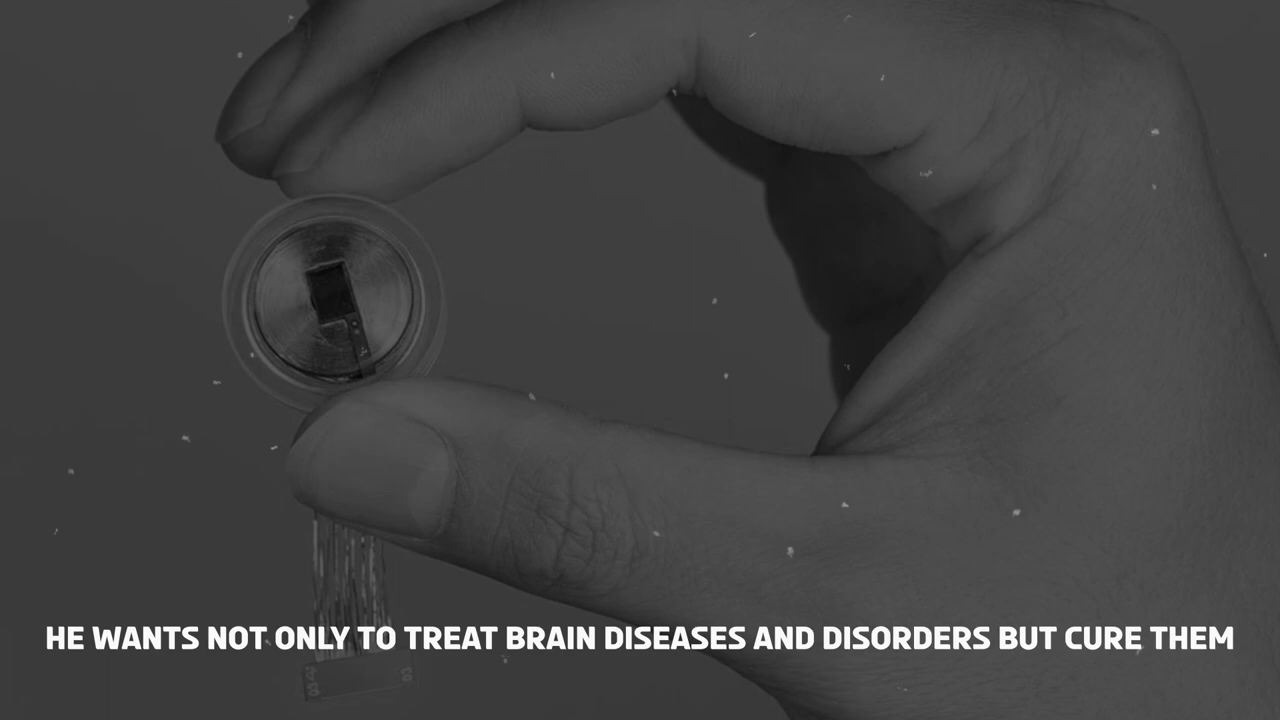 HE WANTS NOT ONLY TO TREAT BRAIN DISEASES AND DISORDERS BUT CURE THEM